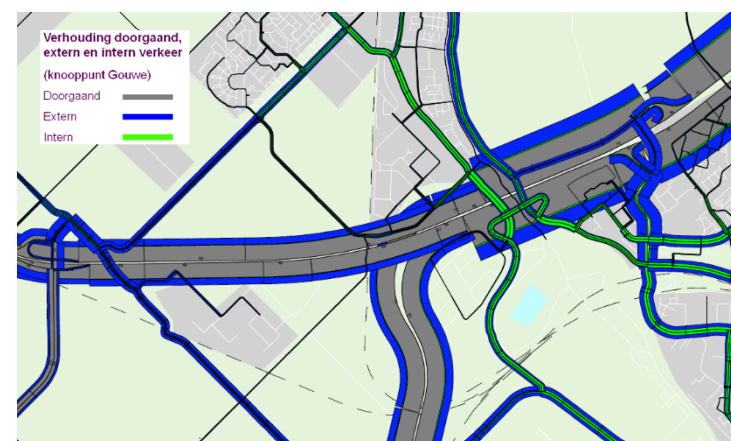 Verhouding doorgaand,
extern en intern verkeer
(knooppunt Gouwe)
Doorgaand
Extern
Intern